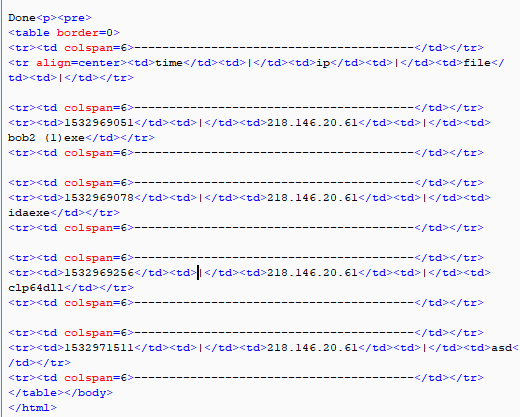 Done<p><pre>
<table border=0>
<tr><td colspan=6>----------------------------------------</td></tr>
<tr align=center><td>time</td><td>|</td><td>ip</td><td>|</td><td>file</
td><td>|</td></tr>
<tr><td colspan=6>----------------------------------------</td></tr>
<tr><td>1532969051</td><td>|</td><td>218.146.20.61</td><td>|</td><td>
bob2 (1)exe</td></tr>
<tr><td colspan=6>----------------------------------------</td></tr>
<tr><td colspan=6>----------------------------------------</td></tr>
<tr><td>1532969078</td><td>|</td><td>218.146.20.61</td><td>|</td><td>
idaexe</td></tr>
<tr><td colspan=6>----------------------------------------</td></tr>
<tr><td colspan=6>----------------------------------------</td></tr>
<tr><td>1532969256</td><td>|</td><td>218.146.20.61</td><td>|</td><td>
clp64dll</td></tr>
<tr><td colspan=6>----------------------------------------</td></tr>
<tr><td colspan=6>----------------------------------------</td></tr>
<tr><td>1532971511</td><td>|</td><td>218.146.20.61</td><td>|</td><td>asd<
/td></tr>
<tr><td colspan=6>----------------------------------------</td></tr>
</table></body>
</html>